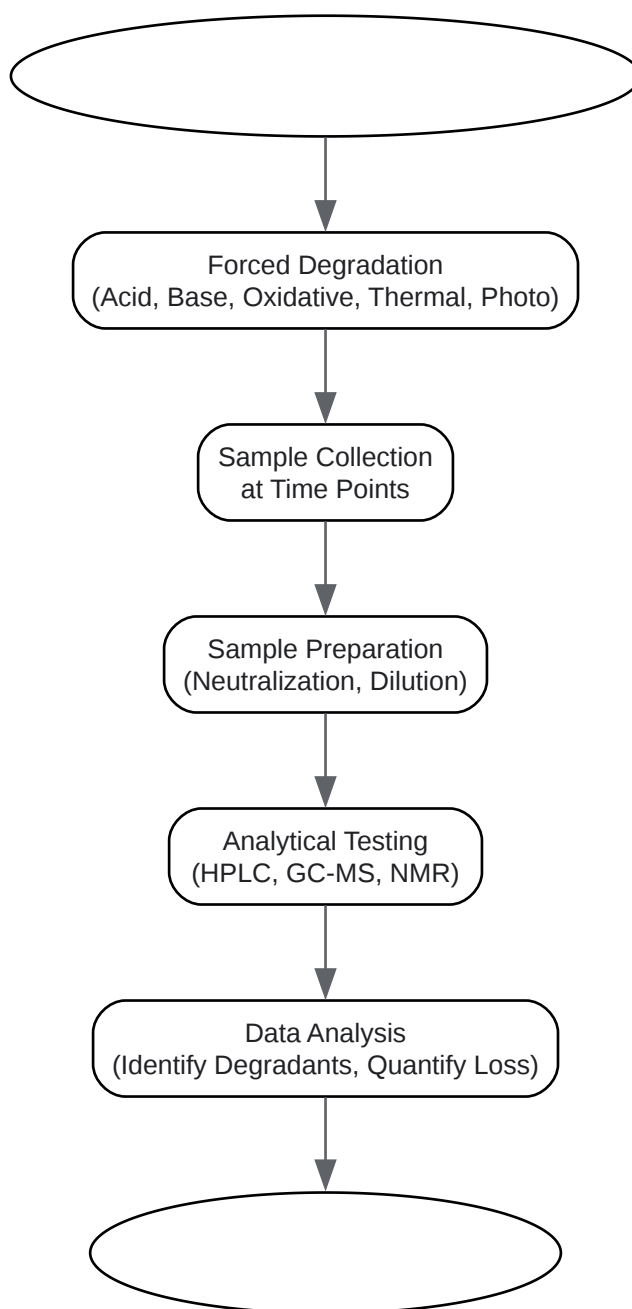 Forced Degradation
(Acid, Base, Oxidative, Thermal, Photo)
Sample Collection
at Time Points
Sample Preparation
(Neutralization, Dilution)
Analytical Testing
(HPLC, GC-MS, NMR)
Data Analysis
(Identify Degradants, Quantify Loss)